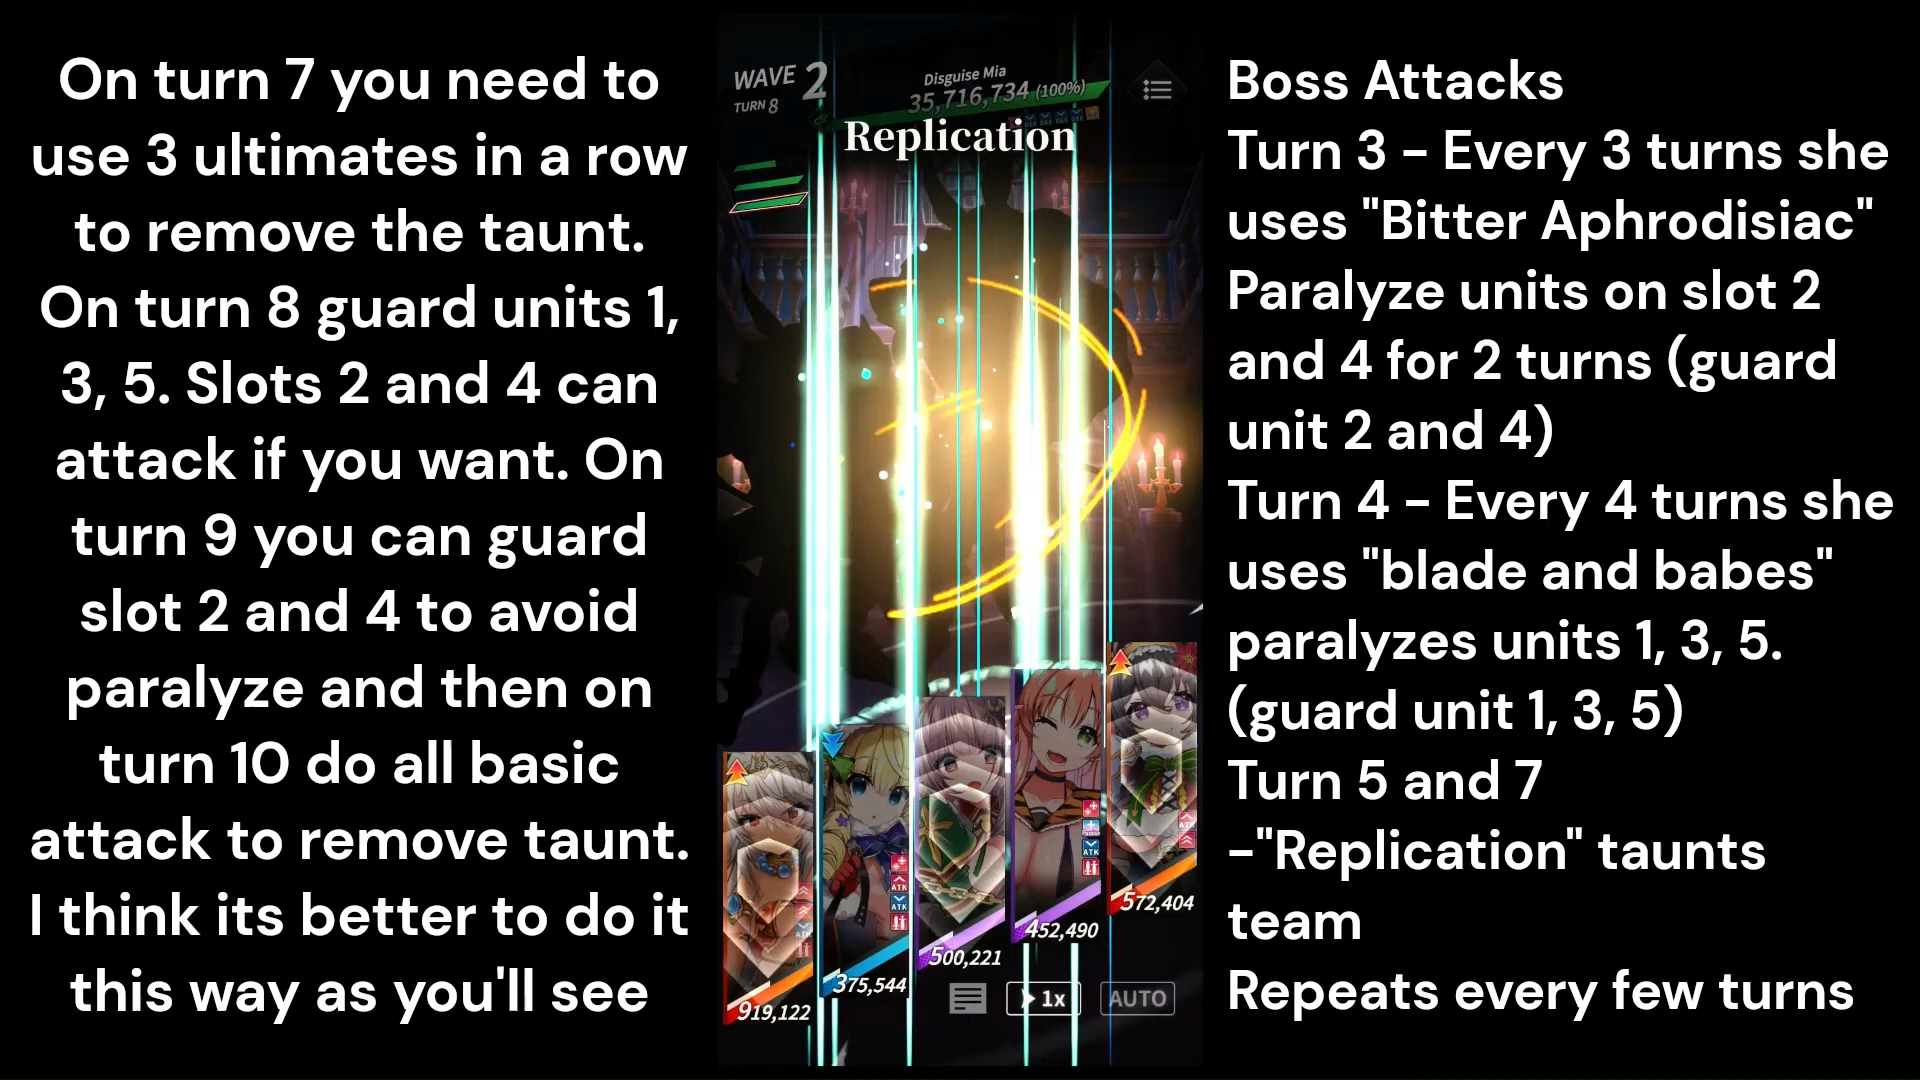 On turn 7 you need to
use 3 ultimates in a row
to remove the taunt.
On turn 8 guard units 1,
3, 5. Slots 2 and 4 can
attack if you want. On
turn 9 you can guard
slot 2 and 4 to avoid
paralyze and then on
turn 10 do all basic
attack to remove taunt.
I think its better to do it
this way as you'll see
WAVE 2
TURN 8
Disguise Mia
35,716,734 (100%)
Replication
919,122
375,544
500,221
452,490
572,404
ATK
ATK
ATK
1x
AUTO
Boss Attacks
Turn 3 - Every 3 turns she
uses "Bitter Aphrodisiac"
Paralyze units on slot 2
and 4 for 2 turns (guard
unit 2 and 4)
Turn 4 - Every 4 turns she
uses "blade and babes"
paralyzes units 1, 3, 5.
(guard unit 1, 3, 5)
Turn 5 and 7
-"Replication" taunts
team
Repeats every few turns